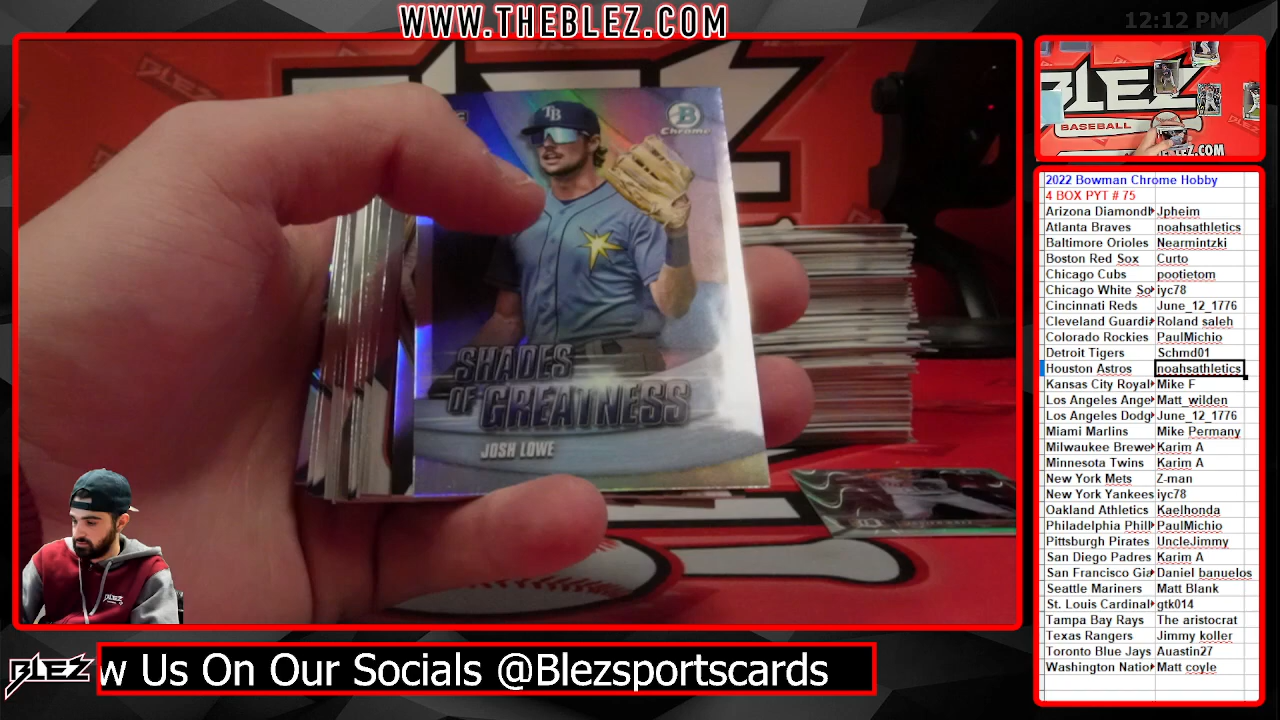 WWW.THEBLEZ.COM
12:12 PM
BLEZ
BASEBALL
.COM
TB
B
Chrome
SHADES
OF GREATNESS
JOSH LOWE
2022 Bowman Chrome Hobby
4 BOX PYT # 75
Arizona Diamondb Jpheim
Atlanta Braves noahsathletics
Baltimore Orioles Nearmintzki
Boston Red Sox Curto
Chicago Cubs pootietom
Chicago White So iyc78
Cincinnati Reds June_12_1776
Cleveland Guardi Roland saleh
Colorado Rockies PaulMichio
Detroit Tigers Schmd01
Houston Astros noahsathletics
Kansas City Royal Mike F
Los Angeles Ange Matt_wilden
Los Angeles Dodg June_12_1776
Miami Marlins Mike Permany
Milwaukee Brewe Karim A
Minnesota Twins Karim A
New York Mets Z-man
New York Yankees iyc78
Oakland Athletics Kaelhonda
Philadelphia Phill PaulMichio
Pittsburgh Pirates UncleJimmy
San Diego Padres Karim A
San Francisco Gia Daniel banuelos
Seattle Mariners Matt Blank
St. Louis Cardinal gtk014
Tampa Bay Rays The aristocrat
Texas Rangers Jimmy koller
Toronto Blue Jays Auastin27
Washington Natio Matt coyle
BLEZ
w Us On Our Socials @Blezsportscards